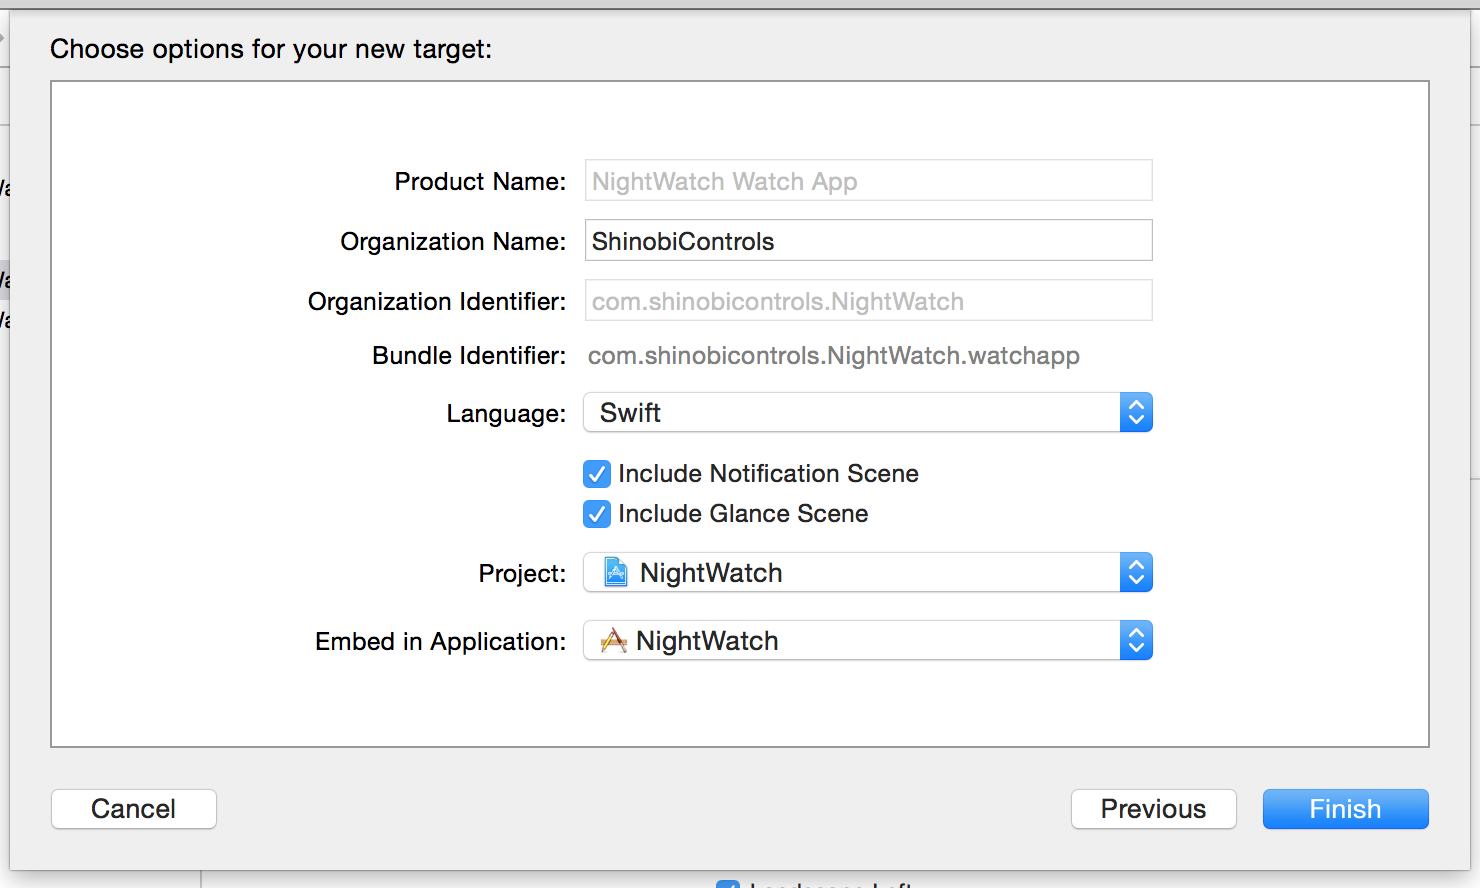 Choose options for your new target:
Product Name: NightWatch Watch App
Organization Name: ShinobiControls
Organization Identifier: com.shinobicontrols.NightWatch
Bundle Identifier: com.shinobicontrols.NightWatch.watchapp
Language: Swift
Include Notification Scene
Include Glance Scene
Project: NightWatch
Embed in Application: NightWatch
Cancel Previous Finish